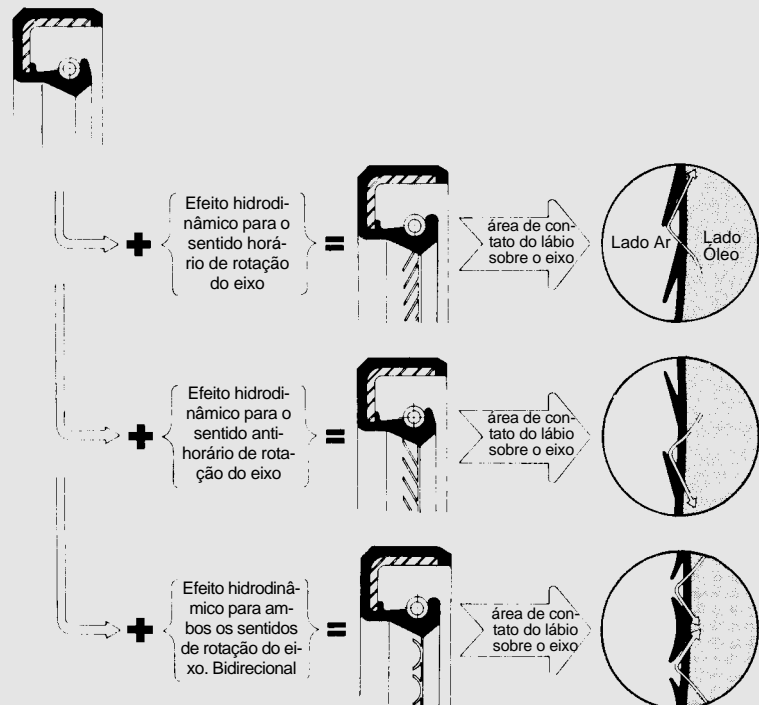 Efeito hidrodi-
nâmico para o
sentido horá-
rio de rotação
do eixo
área de con-
tato do lábio
sobre o eixo
Lado Ar
Lado
Óleo
Efeito hidrodi-
nâmico para o
sentido anti-
horário de rota-
ção do eixo
área de con-
tato do lábio
sobre o eixo
Efeito hidrodinâ-
mico para am-
bos os sentidos
de rotação do ei-
xo. Bidirecional
área de con-
tato do lábio
sobre o eixo